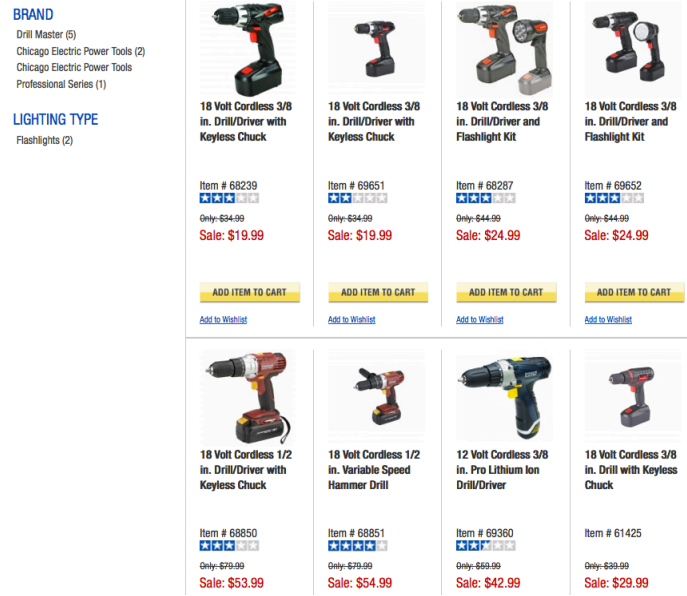 BRAND
Drill Master (5)
Chicago Electric Power Tools (2)
Chicago Electric Power Tools
Professional Series (1)
LIGHTING TYPE
Flashlights (2)
18 Volt Cordless 3/8
in. Drill/Driver with
Keyless Chuck
Item # 68239
Only: $34.99
Sale: $19.99
ADD ITEM TO CART
Add to Wishlist
18 Volt Cordless 3/8
in. Drill/Driver with
Keyless Chuck
Item # 69651
Only: $34.99
Sale: $19.99
ADD ITEM TO CART
Add to Wishlist
18 Volt Cordless 3/8
in. Drill/Driver and
Flashlight Kit
Item # 68287
Only: $44.99
Sale: $24.99
ADD ITEM TO CART
Add to Wishlist
18 Volt Cordless 3/8
in. Drill/Driver and
Flashlight Kit
Item # 69652
Only: $44.99
Sale: $24.99
ADD ITEM TO CART
Add to Wishlist
18 Volt Cordless 1/2
in. Drill/Driver with
Keyless Chuck
Item # 68850
Only: $79.99
Sale: $53.99
18 Volt Cordless 1/2
in. Variable Speed
Hammer Drill
Item # 68851
Only: $79.99
Sale: $54.99
12 Volt Cordless 3/8
in. Pro Lithium Ion
Drill/Driver
Item # 69360
Only: $59.99
Sale: $42.99
18 Volt Cordless 3/8
in. Drill with Keyless
Chuck
Item # 61425
Only: $39.99
Sale: $29.99